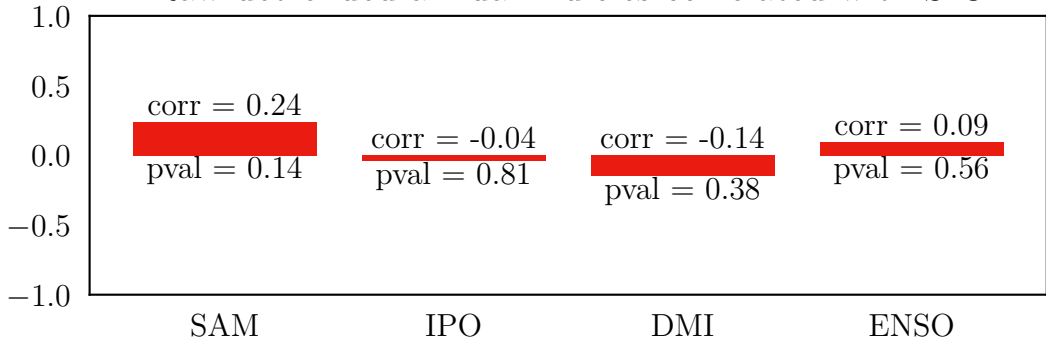 1.0
0.5
0.0
−0.5
−1.0
corr = 0.24
pval = 0.14
corr = -0.04
pval = 0.81
corr = -0.14
pval = 0.38
corr = 0.09
pval = 0.56
SAM IPO DMI ENSO